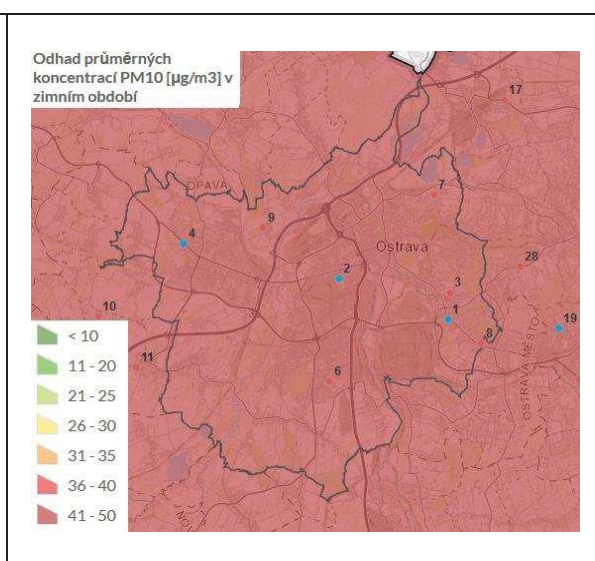 Odhad průměrných
koncentrací PM10 [µg/m3] v
zimním období
17
OPAVA
7
9
4
Ostrava
28
2
3
10
1
19
8
OSTRAVA MĚSTO
11
6
< 10
11 - 20
21 - 25
26 - 30
31 - 35
36 - 40
41 - 50